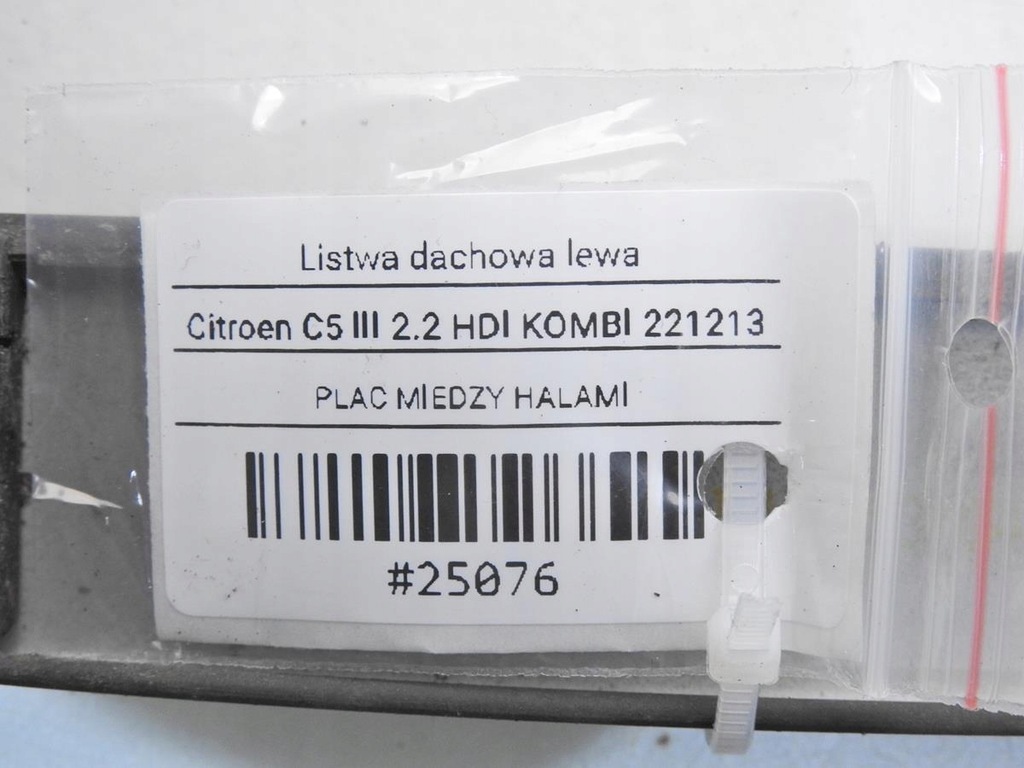 Listwa dachowa lewa
Citroen C5 III 2.2 HDI KOMBI 221213
PLAC MIEDZY HALAMI
#25076